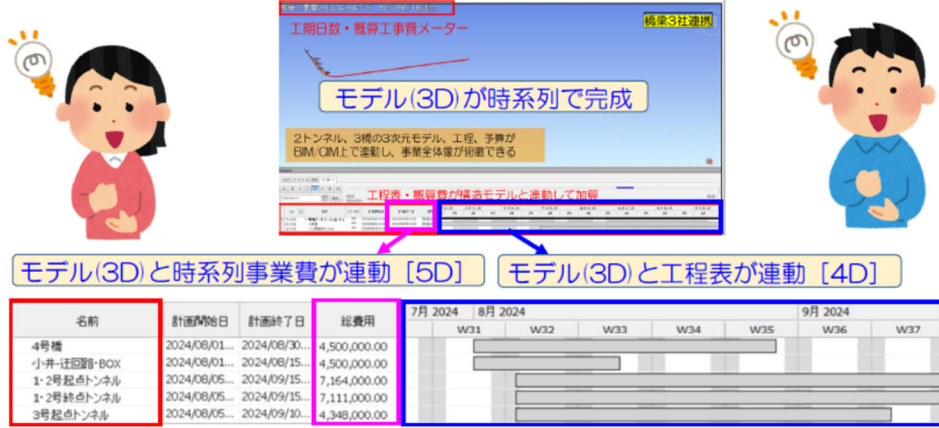 工期日数・概算工事費メーター
橋梁3社連携
モデル(3D)が時系列で完成
2トンネル、3橋の3次元モデル、工程、予算が
BIM/CIM上で連動し、事業全体像が俯瞰できる
工程表・概算費が構造モデルと連動して加算
モデル(3D)と時系列事業費が連動［5D］
モデル(3D)と工程表が連動［4D］
名前 計画開始日 計画終了日 総費用 7月 2024 8月 2024 9月 2024
W31 W32 W33 W34 W35 W36 W37
4号橋 2024/08/01... 2024/08/30... 4,500,000.00
小井-迂回路・BOX 2024/08/01... 2024/08/15... 4,500,000.00
1・2号起点トンネル 2024/08/05... 2024/09/15... 7,164,000.00
1・2号終点トンネル 2024/08/05... 2024/09/15... 7,111,000.00
3号起点トンネル 2024/08/05... 2024/09/10... 4,348,000.00